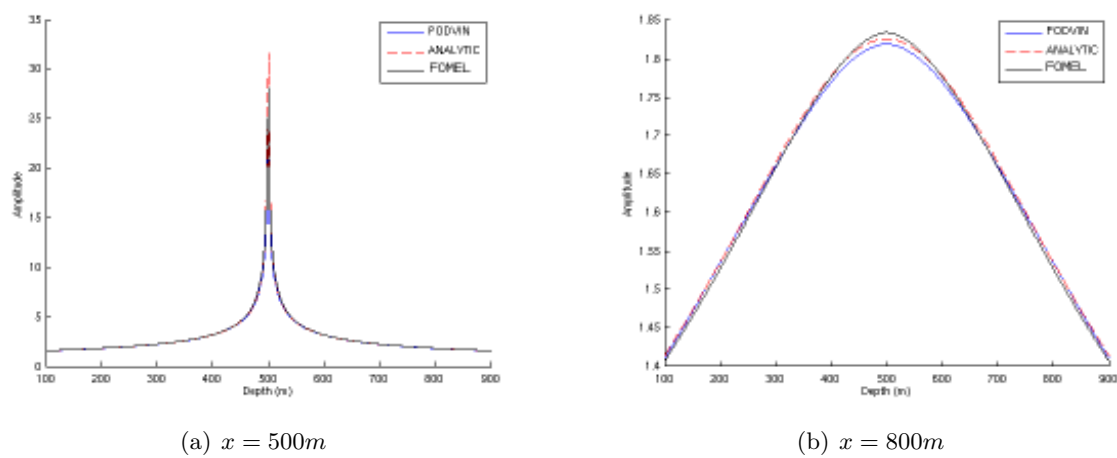 35
30
25
20
15
10
5
0
Amplitude
100 200 300 400 500 600 700 800 900
Depth (m)
PODVIN
ANALYTIC
FOMEL
(a) x = 500m
1.85
1.8
1.75
1.7
1.65
1.6
1.55
1.5
1.45
1.4
Amplitude
100 200 300 400 500 600 700 800 900
Depth (m)
PODVIN
ANALYTIC
FOMEL
(b) x = 800m